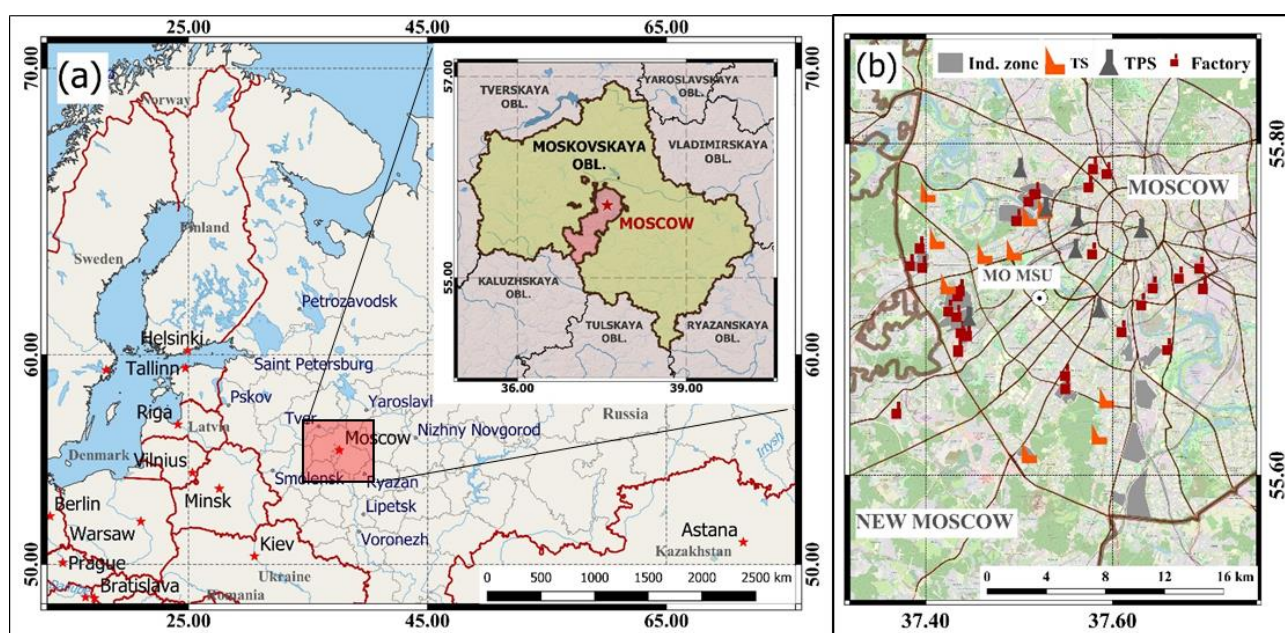 25.00
45.00
65.00
(a)
70.00
Norway
Finland
Sweden
Petrozavodsk
Helsinki
60.00
Tallinn
Saint Petersburg
Pskov
Yaroslavl
Riga
Tver
Latvia
Moscow
Nizhny Novgorod
Russia
Irtysh
Denmark
Vilnius
Smolensk
Ryazan
Minsk
Lipetsk
Berlin
Warsaw
Voronezh
Astana
Kiev
Kazakhstan
50.00
Prague
Ukraine
Bratislava
Romania
0 500 1000 1500 2000 2500 km
25.00
45.00
65.00
57.00
TVERSKAYA
OBL.
YAROSLAVSKAYA
OBL.
MOSKOVSKAYA
OBL.
VLADIMIRSKAYA
OBL.
MOSCOW
55.00
KALUZHSKAYA
OBL.
TULSKAYA
OBL.
RYAZANSKAYA
OBL.
36.00
39.00
(b)
Ind. zone
TS
TPS
Factory
55.80
MOSCOW
MO MSU
55.60
NEW MOSCOW
0 4 8 12 16 km
37.40
37.60